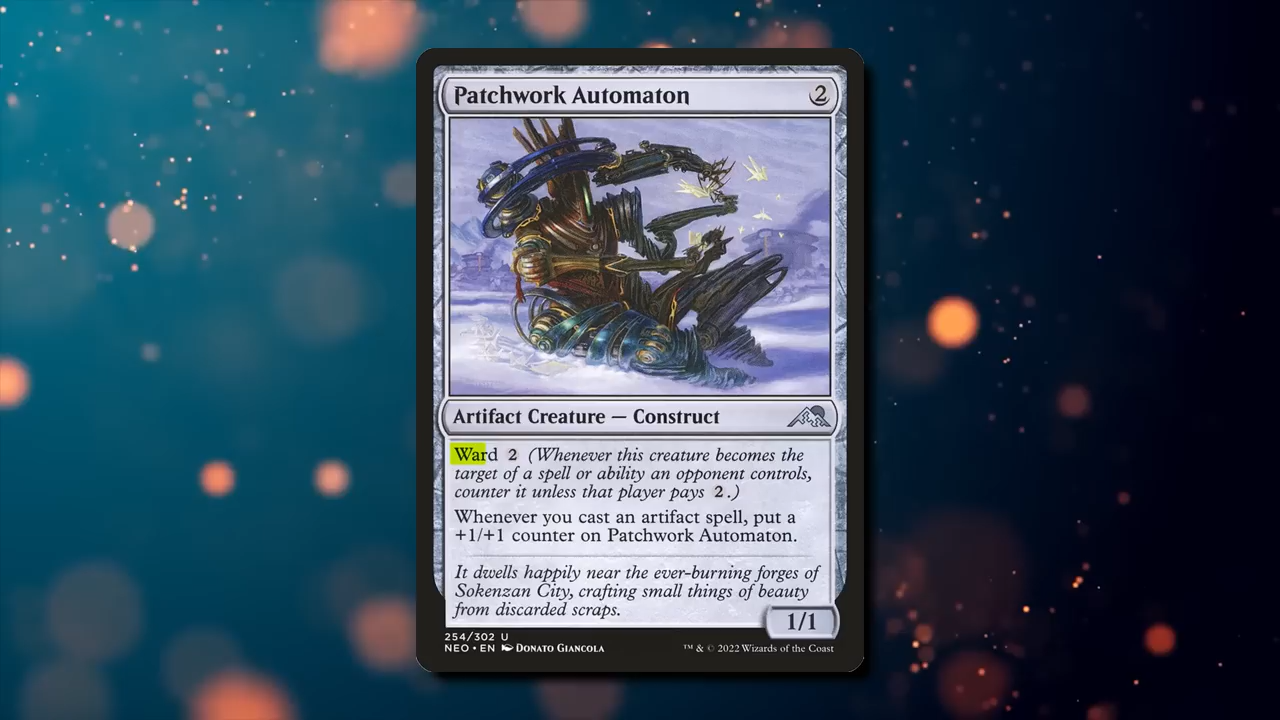 Patchwork Automaton 2
Artifact Creature — Construct
Ward 2 (Whenever this creature becomes the
target of a spell or ability an opponent controls,
counter it unless that player pays 2.)
Whenever you cast an artifact spell, put a
+1/+1 counter on Patchwork Automaton.
It dwells happily near the ever-burning forges of
Sokenzan City, crafting small things of beauty
from discarded scraps.
1/1
254/302 U
NEO • EN Donato Giancola ™ & © 2022 Wizards of the Coast